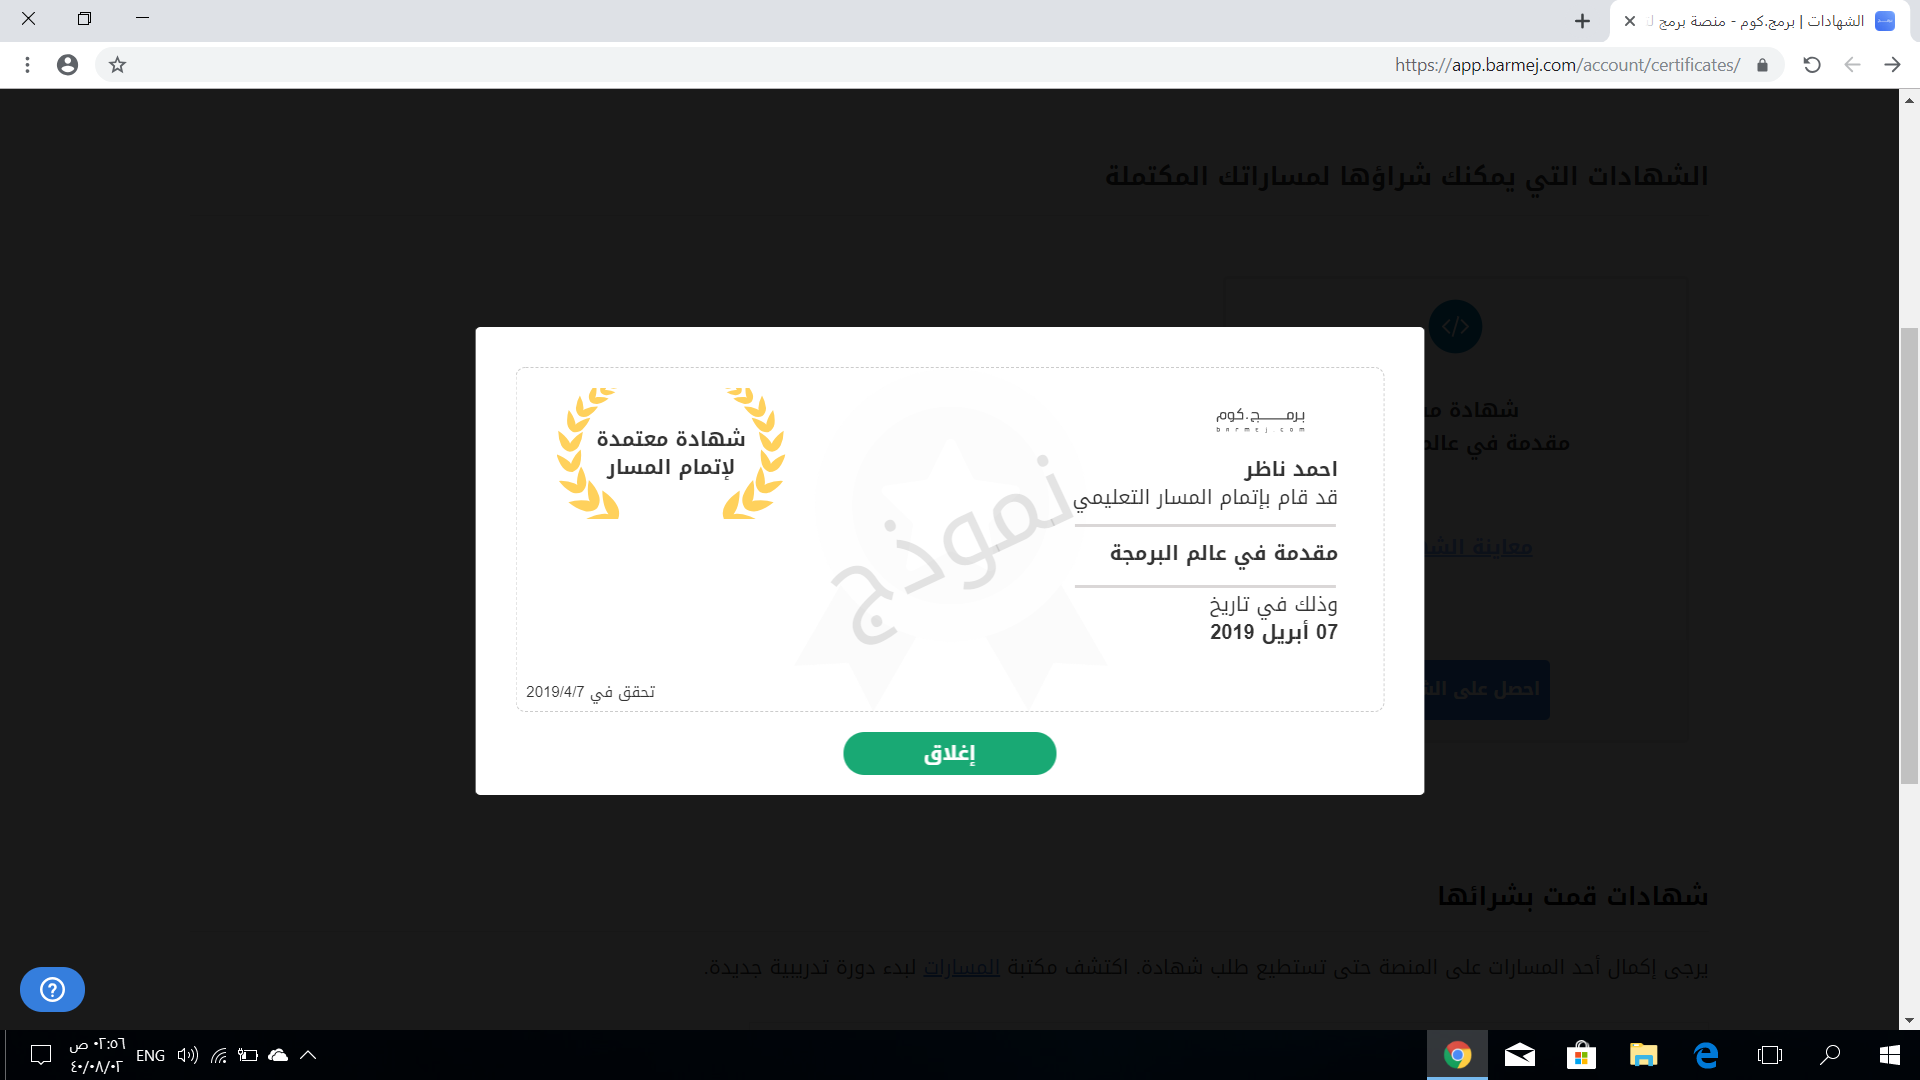 الشهادات | برمج.كوم - منصة برمج ل
https://app.barmej.com/account/certificates/
الشهادات التي يمكنك شراؤها لمساراتك المكتملة
شهادة
مقدمة في
معاينة
احصل على
برمـــج.كوم
barmej.com
احمد ناظر
قد قام بإتمام المسار التعليمي
مقدمة في عالم البرمجة
وذلك في تاريخ
07 أبريل 2019
شهادة معتمدة
لإتمام المسار
نموذج
تحقق في 2019/4/7
إغلاق
شهادات قمت بشرائها
يرجى إكمال أحد المسارات على المنصة حتى تستطيع طلب شهادة. اكتشف مكتبة المسارات لبدء دورة تدريبية جديدة.
ENG
٠٢:٥٦ ص
٤٠/٠٨/٠٢